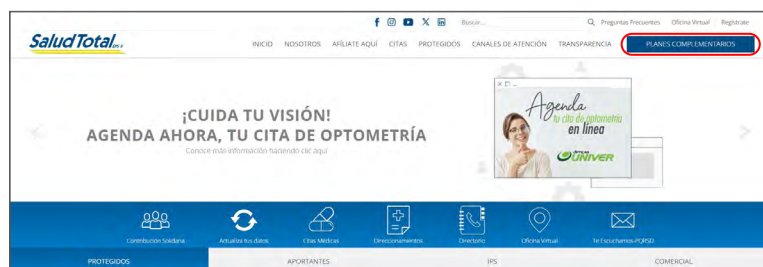 Buscar...
Preguntas Frecuentes Oficina Virtual Regístrate
SaludTotal EPS-S
INICIO NOSOTROS AFÍLIATE AQUÍ CITAS PROTEGIDOS CANALES DE ATENCIÓN TRANSPARENCIA PLANES COMPLEMENTARIOS
¡CUIDA TU VISIÓN!
AGENDA AHORA, TU CITA DE OPTOMETRÍA
Conoce más información haciendo clic aquí
Agenda
tu cita de optometría
en línea
ÓPTICAS
UNIVER
Contribución Solidaria Actualiza tus datos Citas Médicas Direccionamientos Directorio Oficina Virtual Te Escuchamos-PQRSD
PROTEGIDOS APORTANTES IPS COMERCIAL